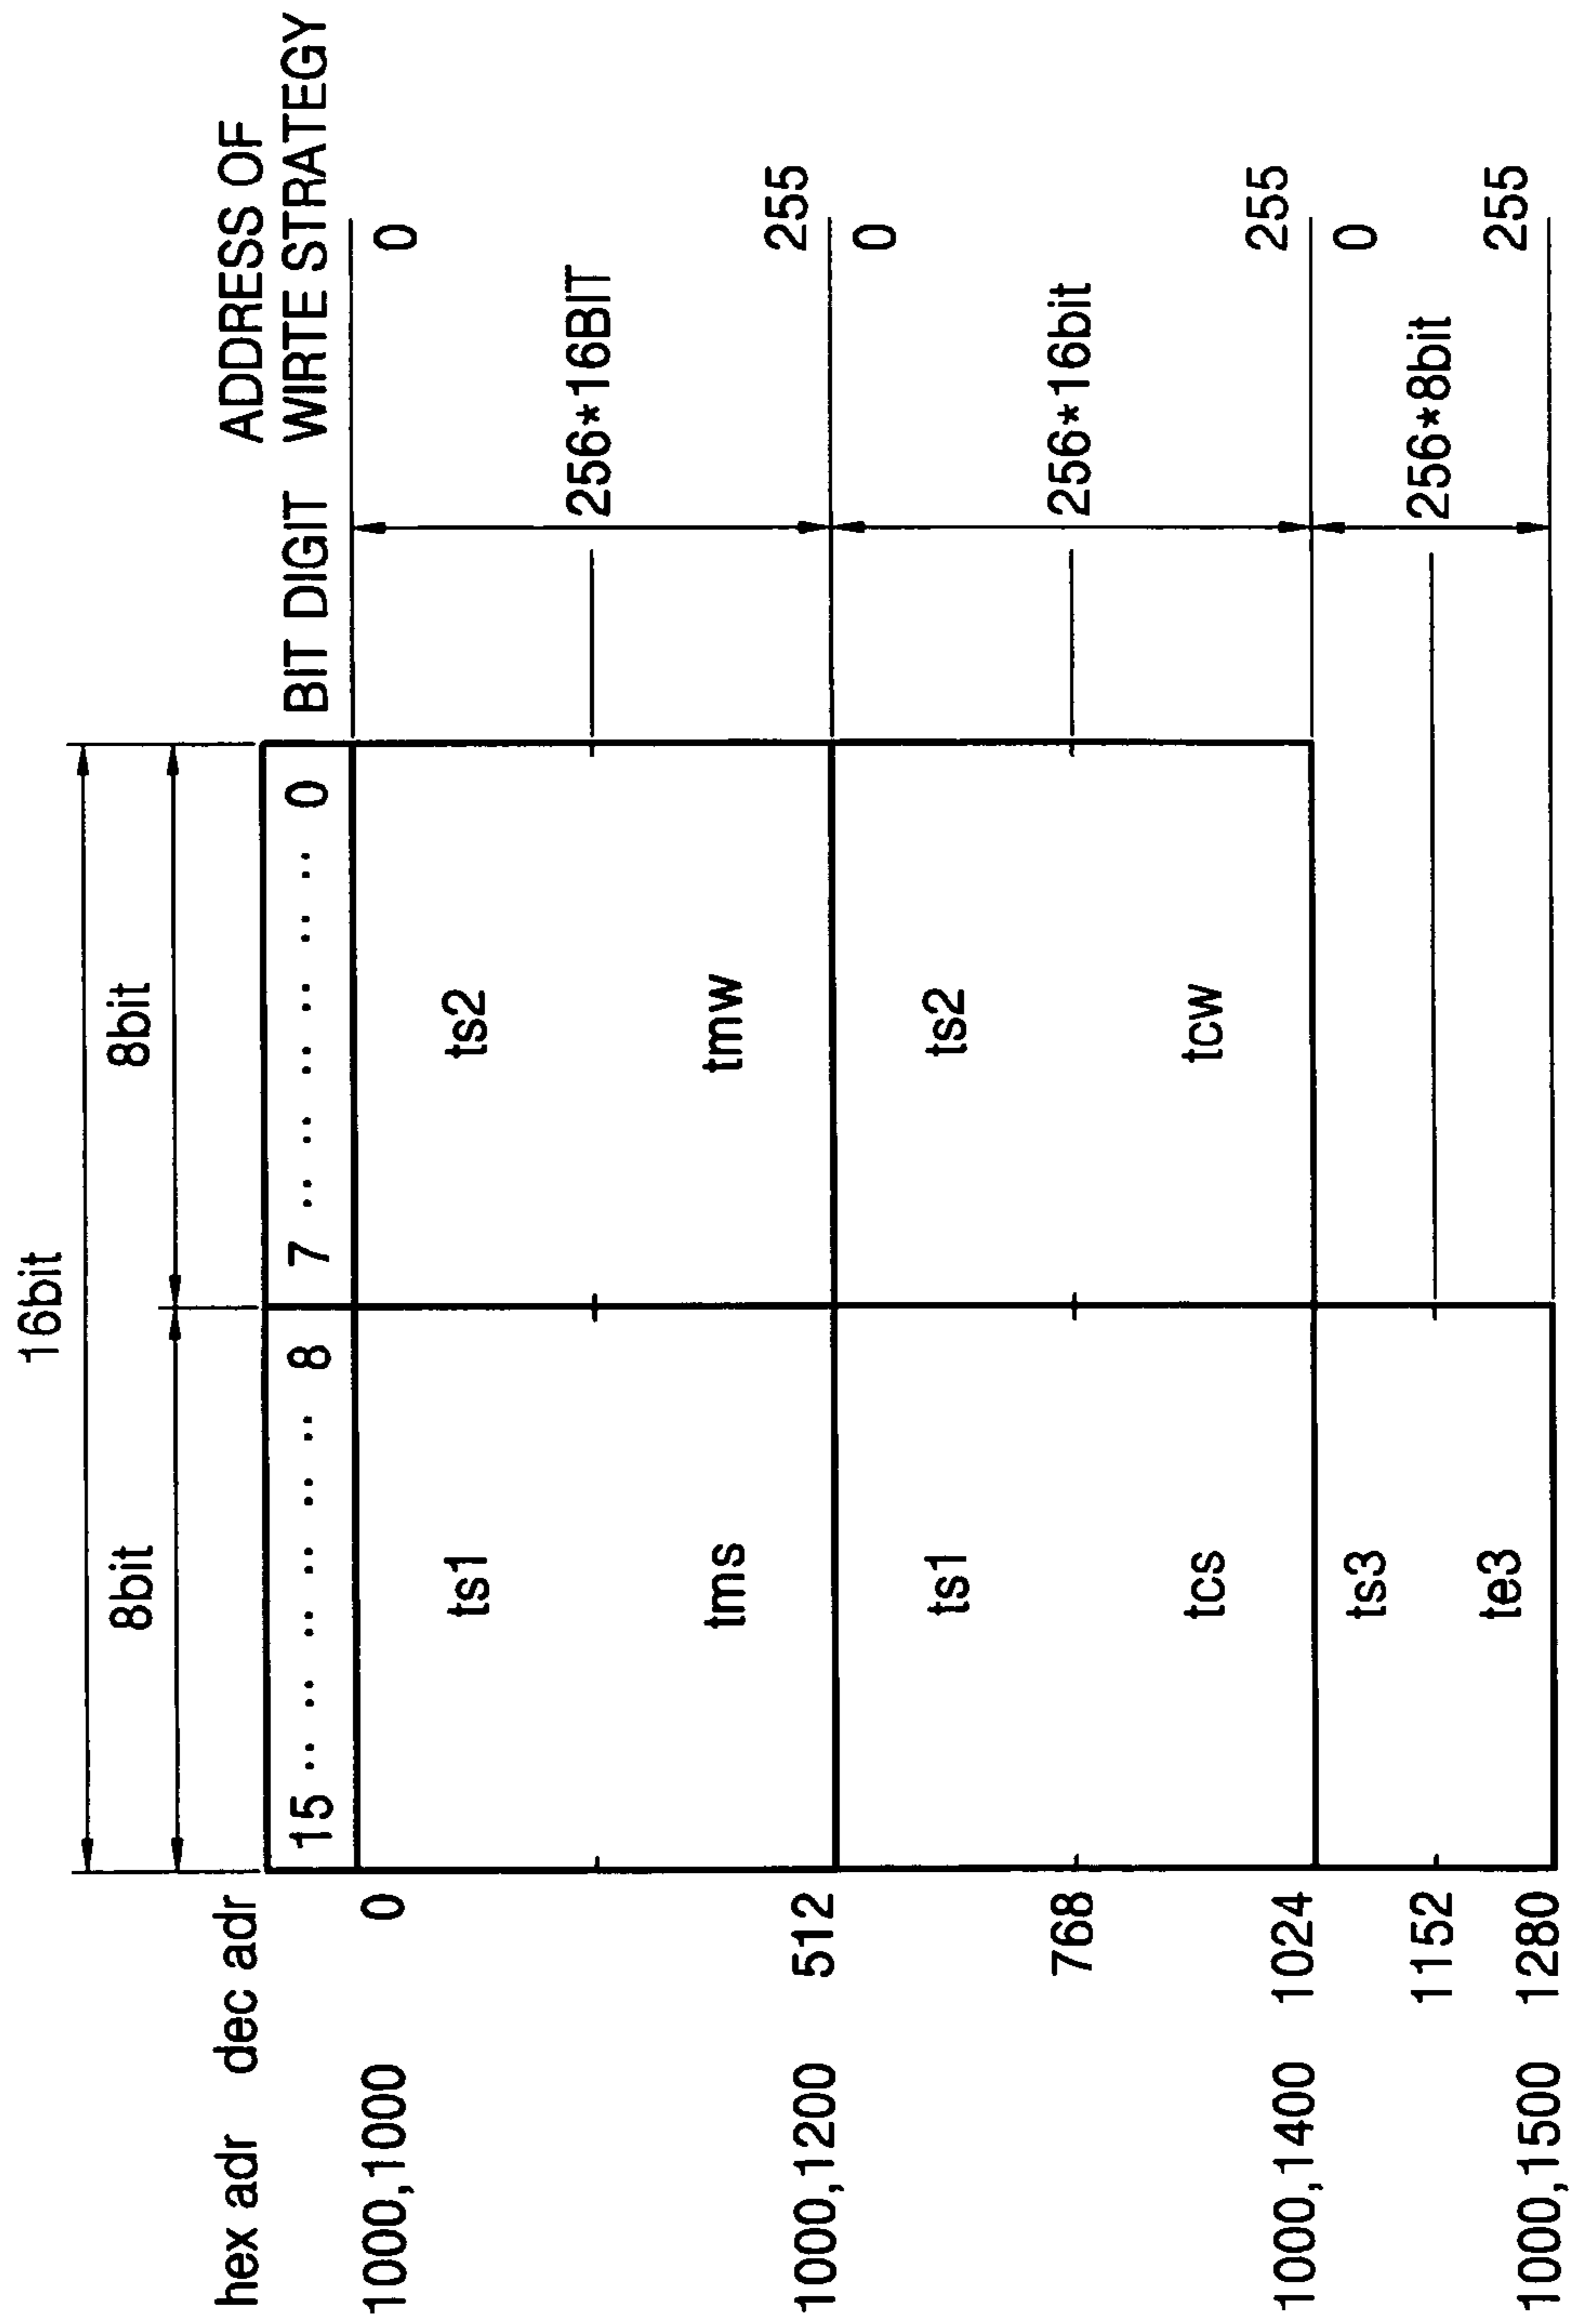 16bit
8bit 8bit
ADDRESS OF
hex adr dec adr 15 .. .. .. .. .. .. 8 7 .. .. .. .. .. .. 0 BIT DIGIT WIRTE STRATEGY
1000,1000 0 0
ts1 ts2
256*16BIT
tms tmw
1000,1200 512 255
0
ts1 ts2
768 256*16bit
tcs tcw
1000,1400 1024 255
ts3 0
1152 256*8bit
te3
1000,1500 1280 255